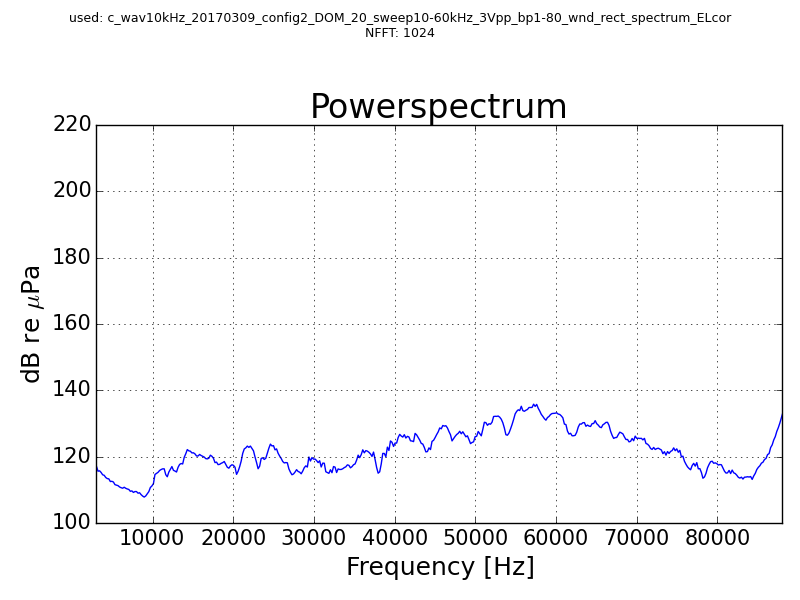 used: c_wav10kHz_20170309_config2_DOM_20_sweep10-60kHz_3Vpp_bp1-80_wnd_rect_spectrum_ELcor
NFFT: 1024
Powerspectrum
220
200
180
160
140
120
100
dB re μPa
10000 20000 30000 40000 50000 60000 70000 80000
Frequency [Hz]